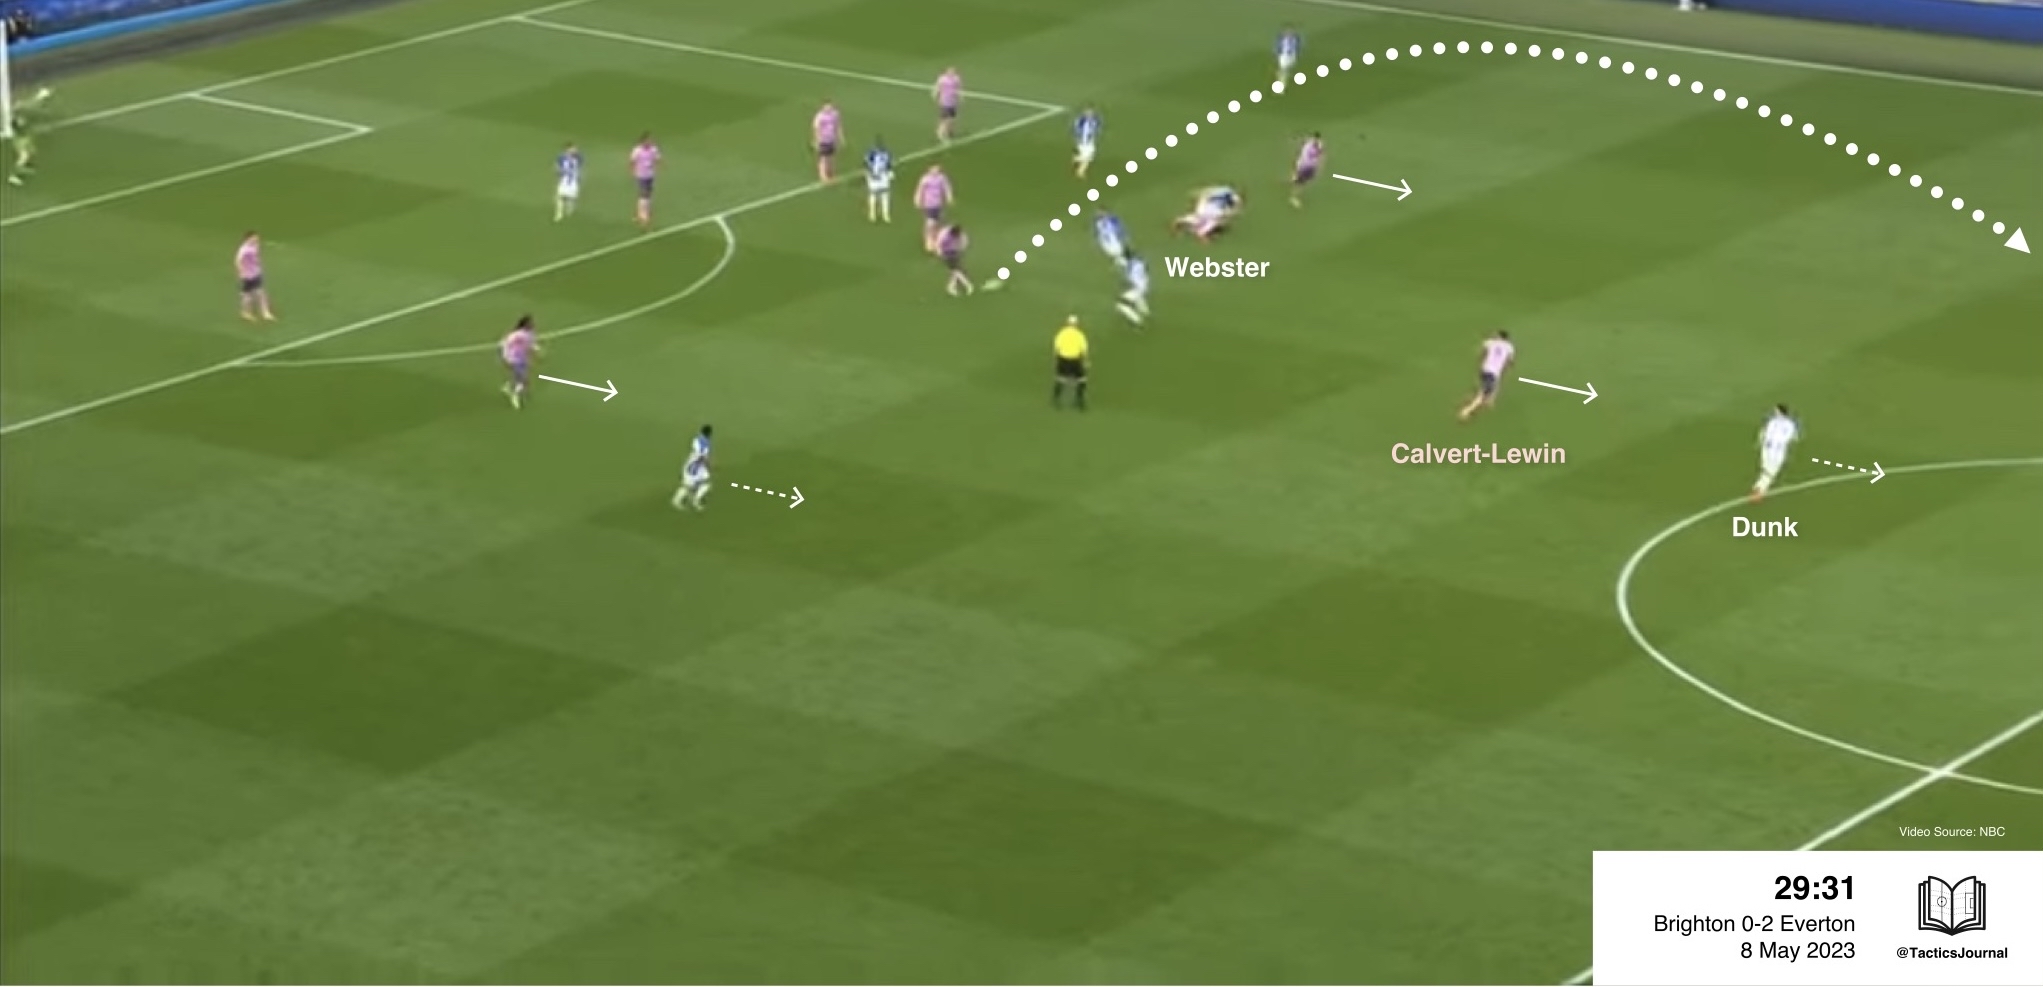 Webster
Calvert-Lewin
Dunk
Video Source: NBC
29:31
Brighton 0-2 Everton
8 May 2023
@TacticsJournal